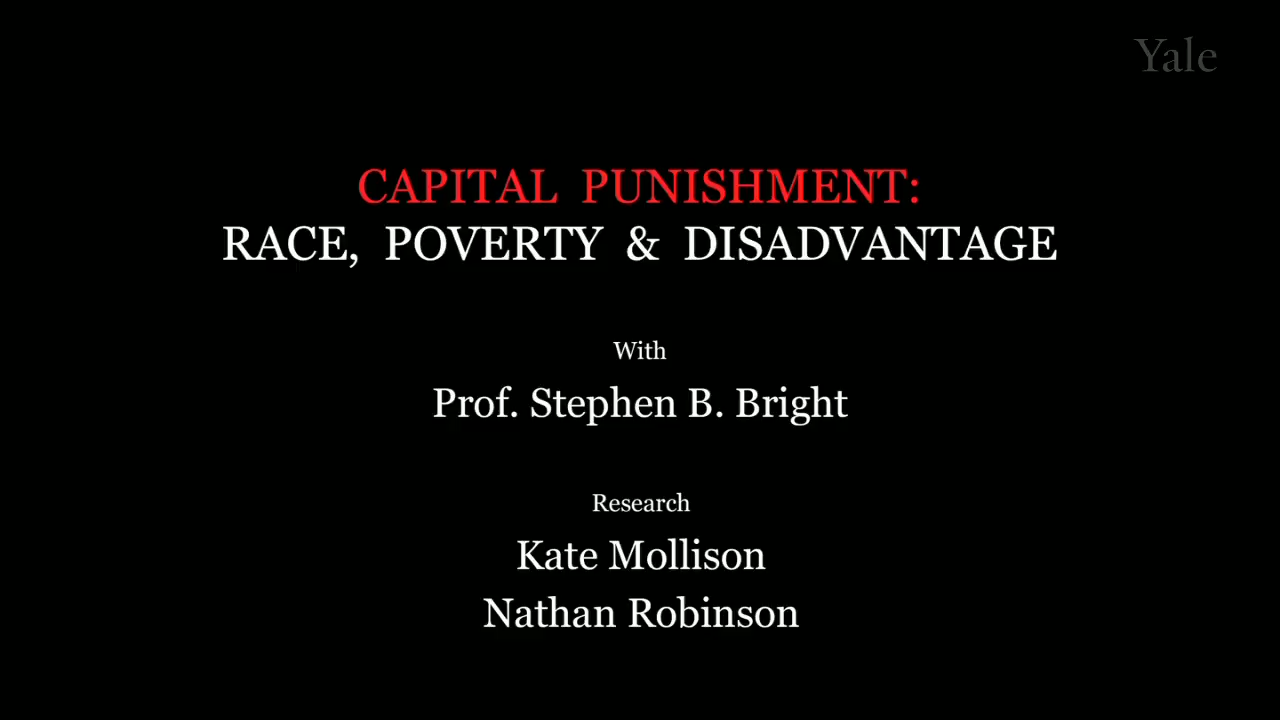 Yale
CAPITAL PUNISHMENT:
RACE, POVERTY & DISADVANTAGE
With
Prof. Stephen B. Bright
Research
Kate Mollison
Nathan Robinson